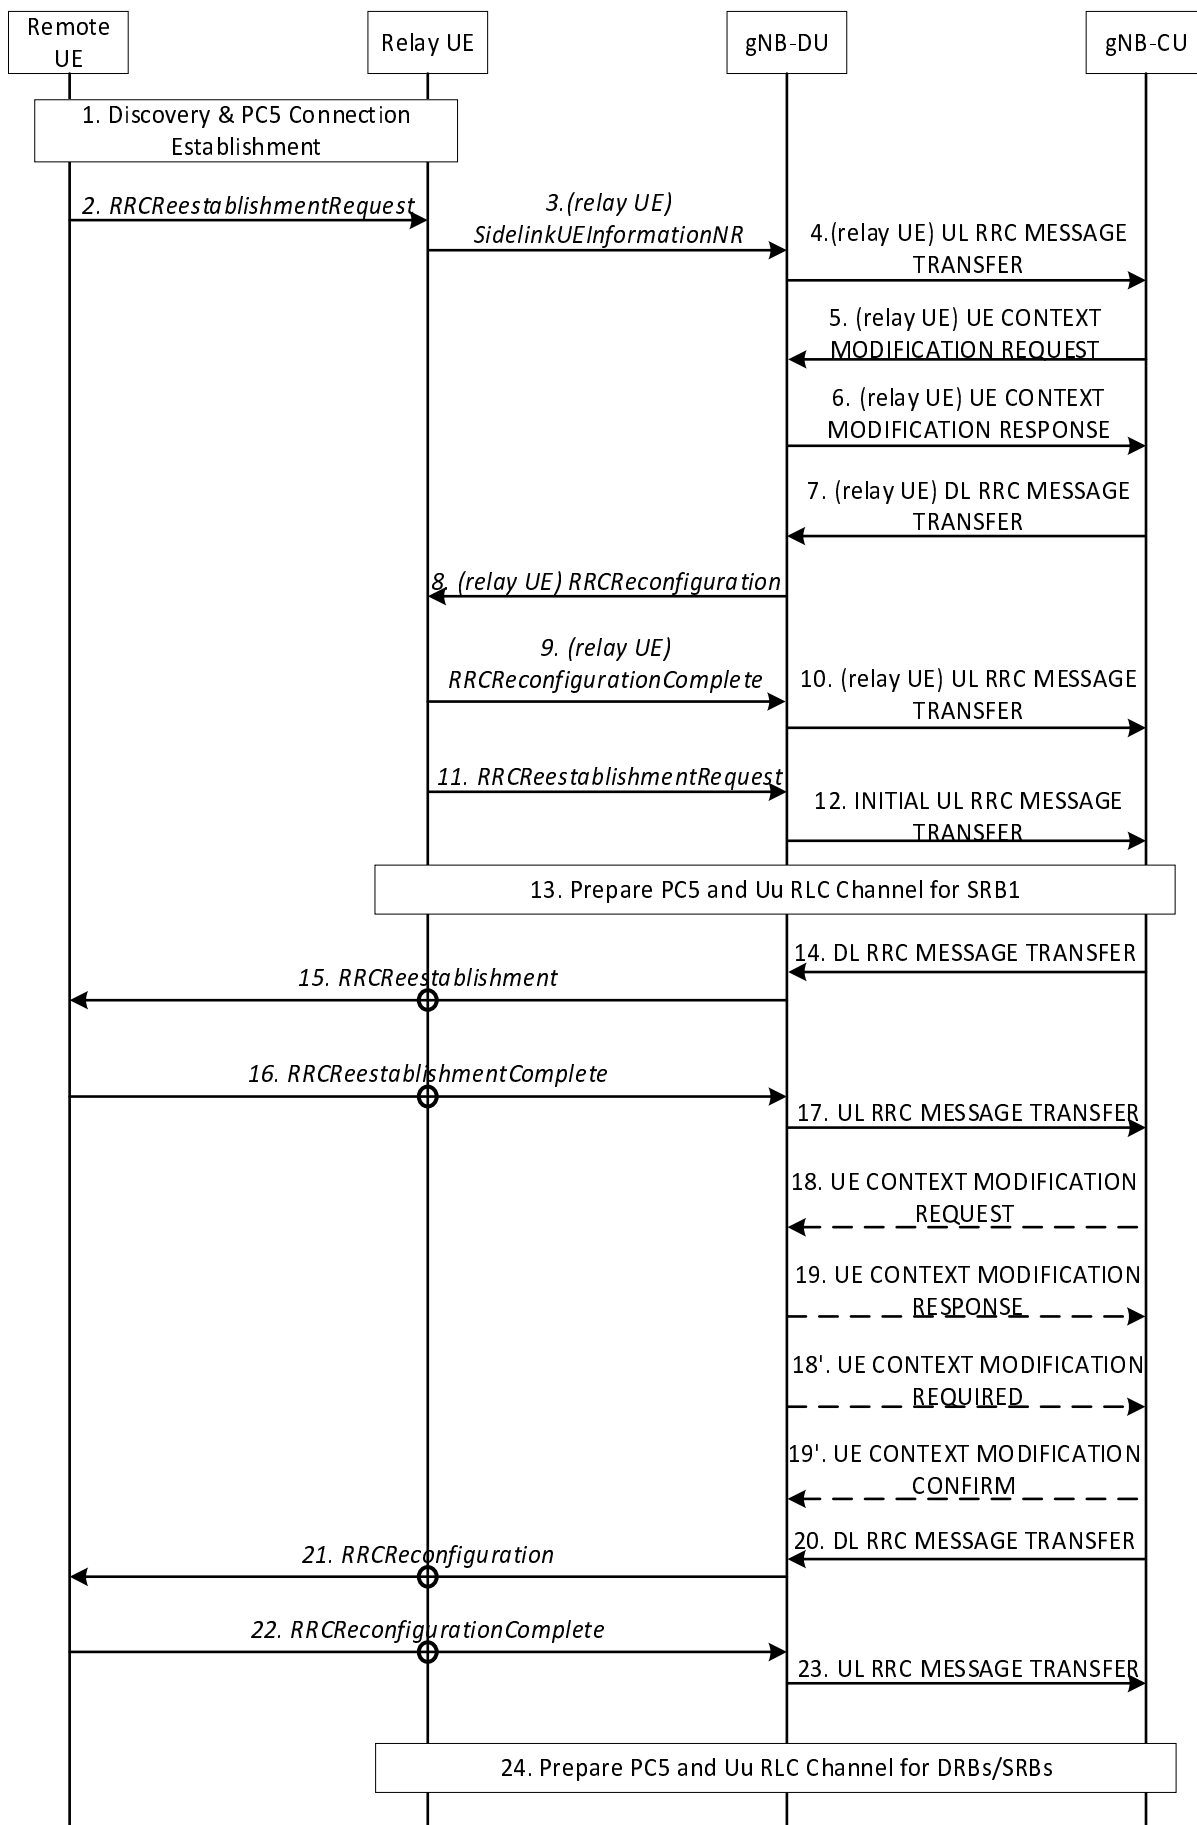 Remote
UE
Relay UE
gNB-DU
gNB-CU
1. Discovery & PC5 Connection
Establishment
2. RRCReestablishmentRequest
3.(relay UE)
SidelinkUEInformationNR
4.(relay UE) UL RRC MESSAGE
TRANSFER
5. (relay UE) UE CONTEXT
MODIFICATION REQUEST
6. (relay UE) UE CONTEXT
MODIFICATION RESPONSE
7. (relay UE) DL RRC MESSAGE
TRANSFER
8. (relay UE) RRCReconfiguration
9. (relay UE)
RRCReconfigurationComplete
10. (relay UE) UL RRC MESSAGE
TRANSFER
11. RRCReestablishmentRequest
12. INITIAL UL RRC MESSAGE
TRANSFER
13. Prepare PC5 and Uu RLC Channel for SRB1
14. DL RRC MESSAGE TRANSFER
15. RRCReestablishment
16. RRCReestablishmentComplete
17. UL RRC MESSAGE TRANSFER
18. UE CONTEXT MODIFICATION
REQUEST
19. UE CONTEXT MODIFICATION
RESPONSE
18'. UE CONTEXT MODIFICATION
REQUIRED
19'. UE CONTEXT MODIFICATION
CONFIRM
20. DL RRC MESSAGE TRANSFER
21. RRCReconfiguration
22. RRCReconfigurationComplete
23. UL RRC MESSAGE TRANSFER
24. Prepare PC5 and Uu RLC Channel for DRBs/SRBs